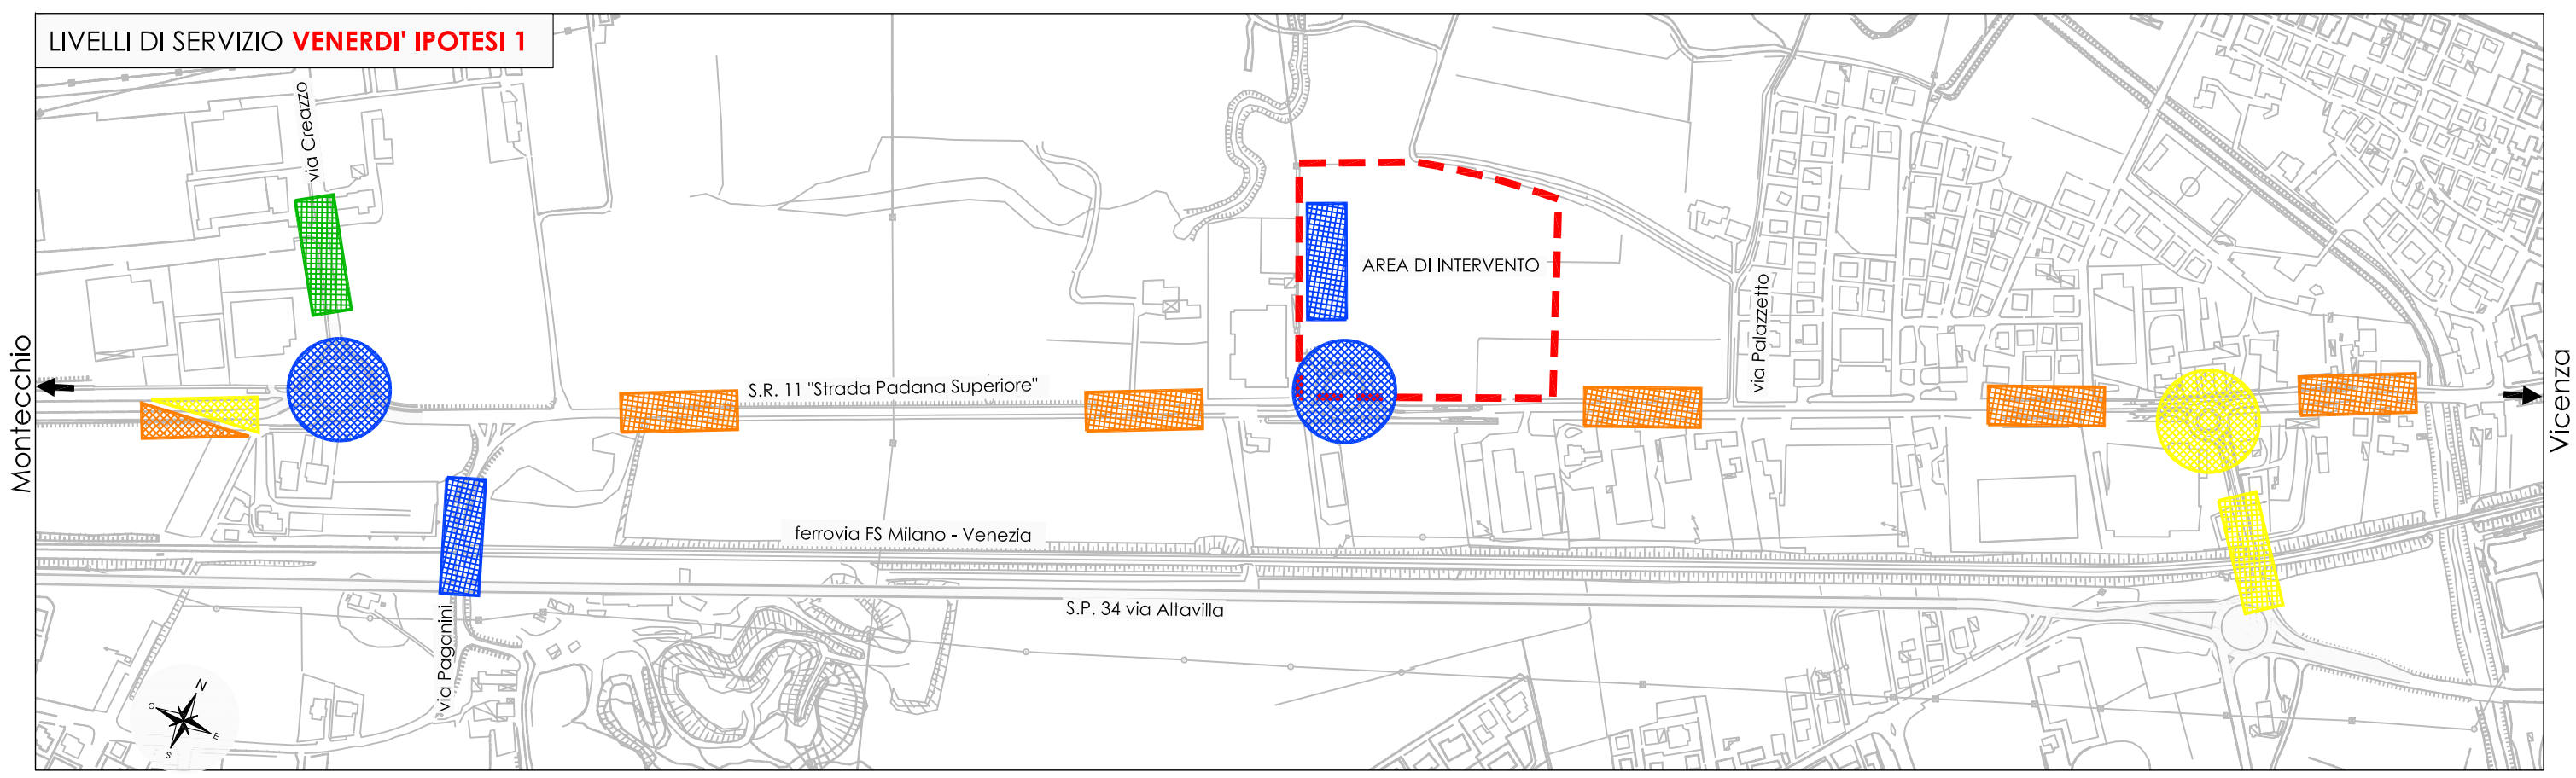 LIVELLI DI SERVIZIO VENERDI' IPOTESI 1
via Creazzo
AREA DI INTERVENTO
via Palazzetto
Montecchio
S.R. 11 "Strada Padana Superiore"
Vicenza
ferrovia FS Milano - Venezia
S.P. 34 via Altavilla
via Paganini
N
O
E
S